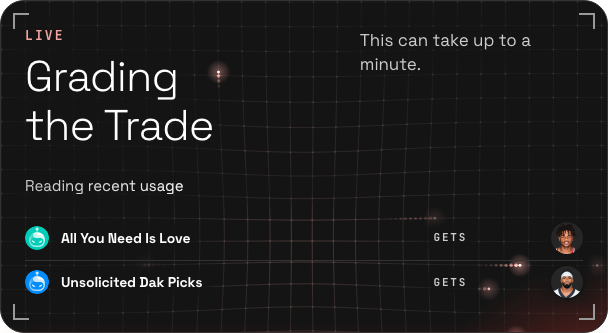 LIVE
Grading
the Trade
This can take up to a
minute.
Reading recent usage
All You Need Is Love
GETS
Unsolicited Dak Picks
GETS